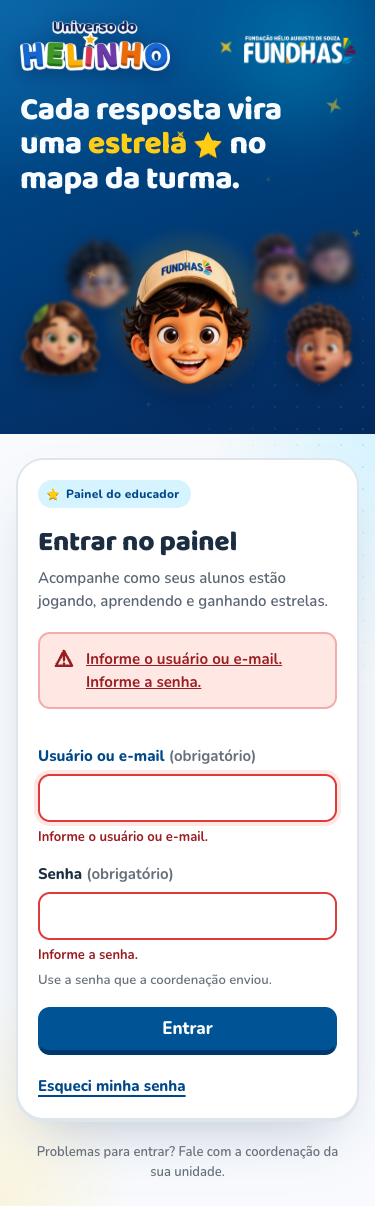 Universo do
HELINHO
FUNDAÇÃO HÉLIO AUGUSTO DE SOUZA
FUNDHAS
Cada resposta vira
uma estrela no
mapa da turma.
FUNDHAS
Painel do educador
Entrar no painel
Acompanhe como seus alunos estão
jogando, aprendendo e ganhando estrelas.
Informe o usuário ou e-mail.
Informe a senha.
Usuário ou e-mail (obrigatório)
Informe o usuário ou e-mail.
Senha (obrigatório)
Informe a senha.
Use a senha que a coordenação enviou.
Entrar
Esqueci minha senha
Problemas para entrar? Fale com a coordenação da
sua unidade.